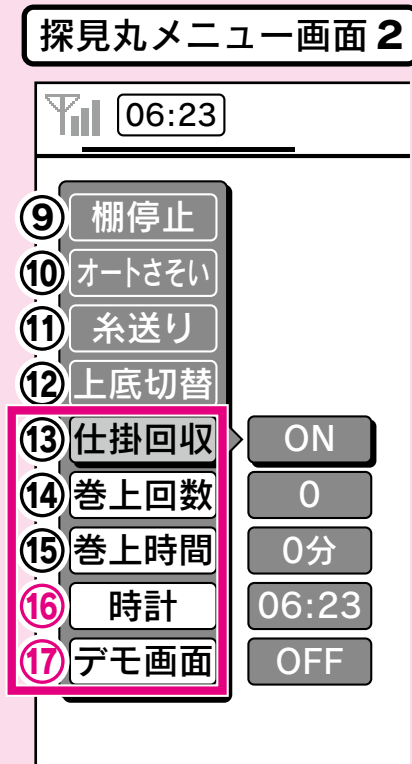 探見丸メニュー画面2
06:23
⑨ 棚停止
⑩ オートさそい
⑪ 糸送り
⑫ 上底切替
⑬ 仕掛回収 ON
⑭ 巻上回数 0
⑮ 巻上時間 0分
⑯ 時計 06:23
⑰ デモ画面 OFF